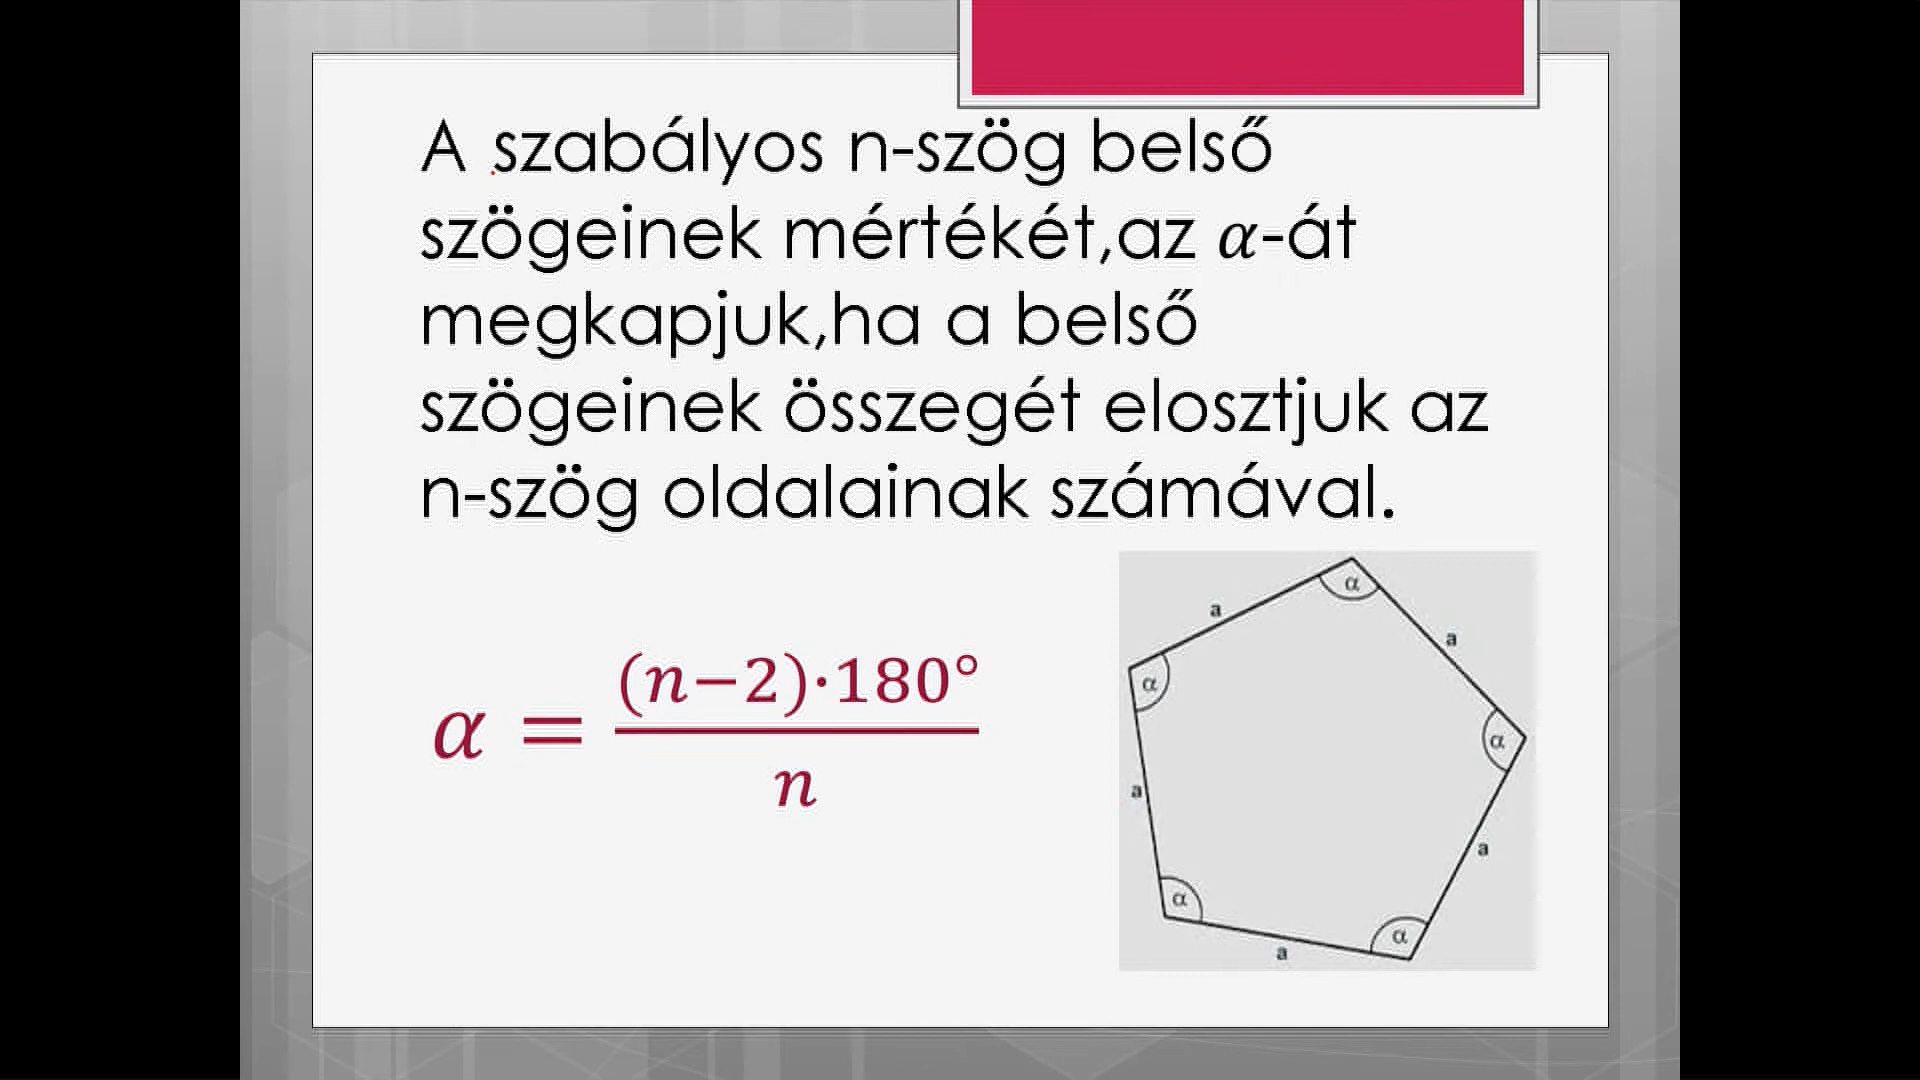 A szabályos n-szög belső
szögeinek mértékét,az α-át
megkapjuk,ha a belső
szögeinek összegét elosztjuk az
n-szög oldalainak számával.
α = (n−2)·180° / n
α
a
a
α
α
a
a
α
α
a